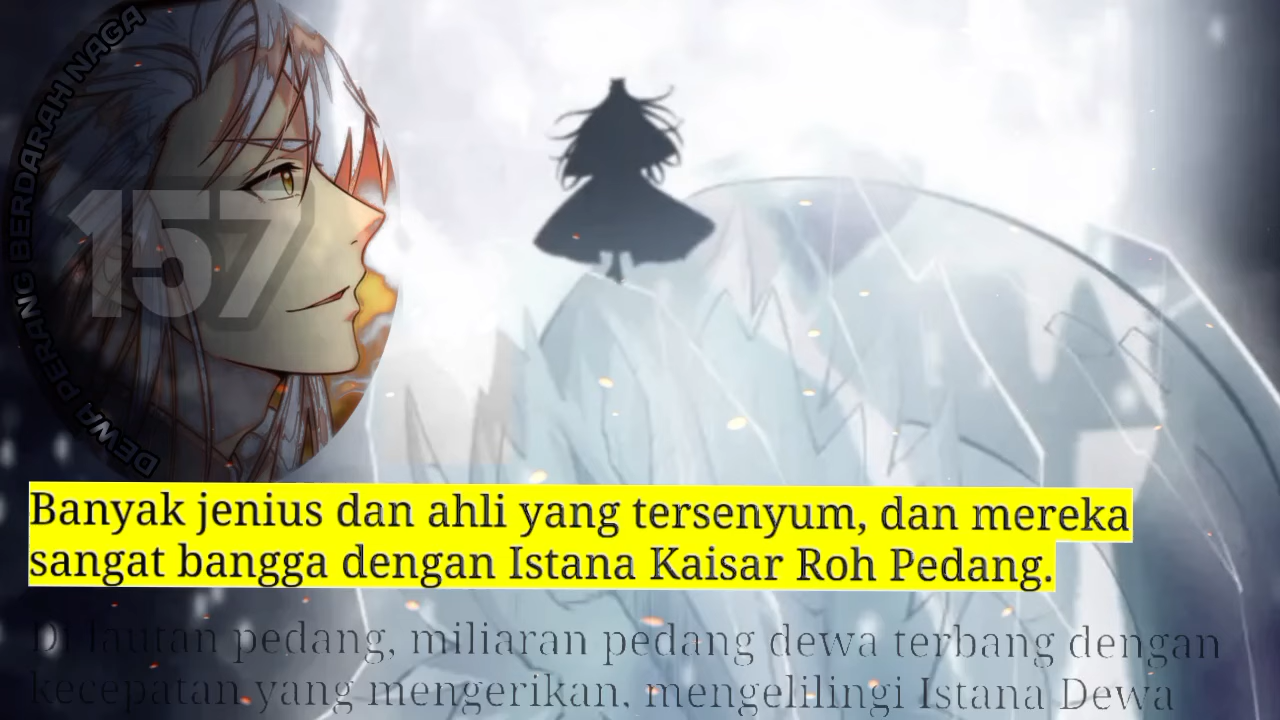 DEWA PERANG BERDARAH NAGA
157
Banyak jenius dan ahli yang tersenyum, dan mereka
sangat bangga dengan Istana Kaisar Roh Pedang.
Di lautan pedang, miliaran pedang dewa terbang dengan
kecepatan yang mengerikan, mengelilingi Istana Dewa